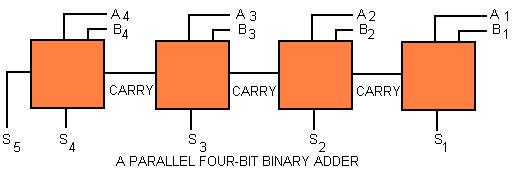 A4 A3 A2 A1
B4 B3 B2 B1
CARRY CARRY CARRY
S5 S4 S3 S2 S1
A PARALLEL FOUR-BIT BINARY ADDER